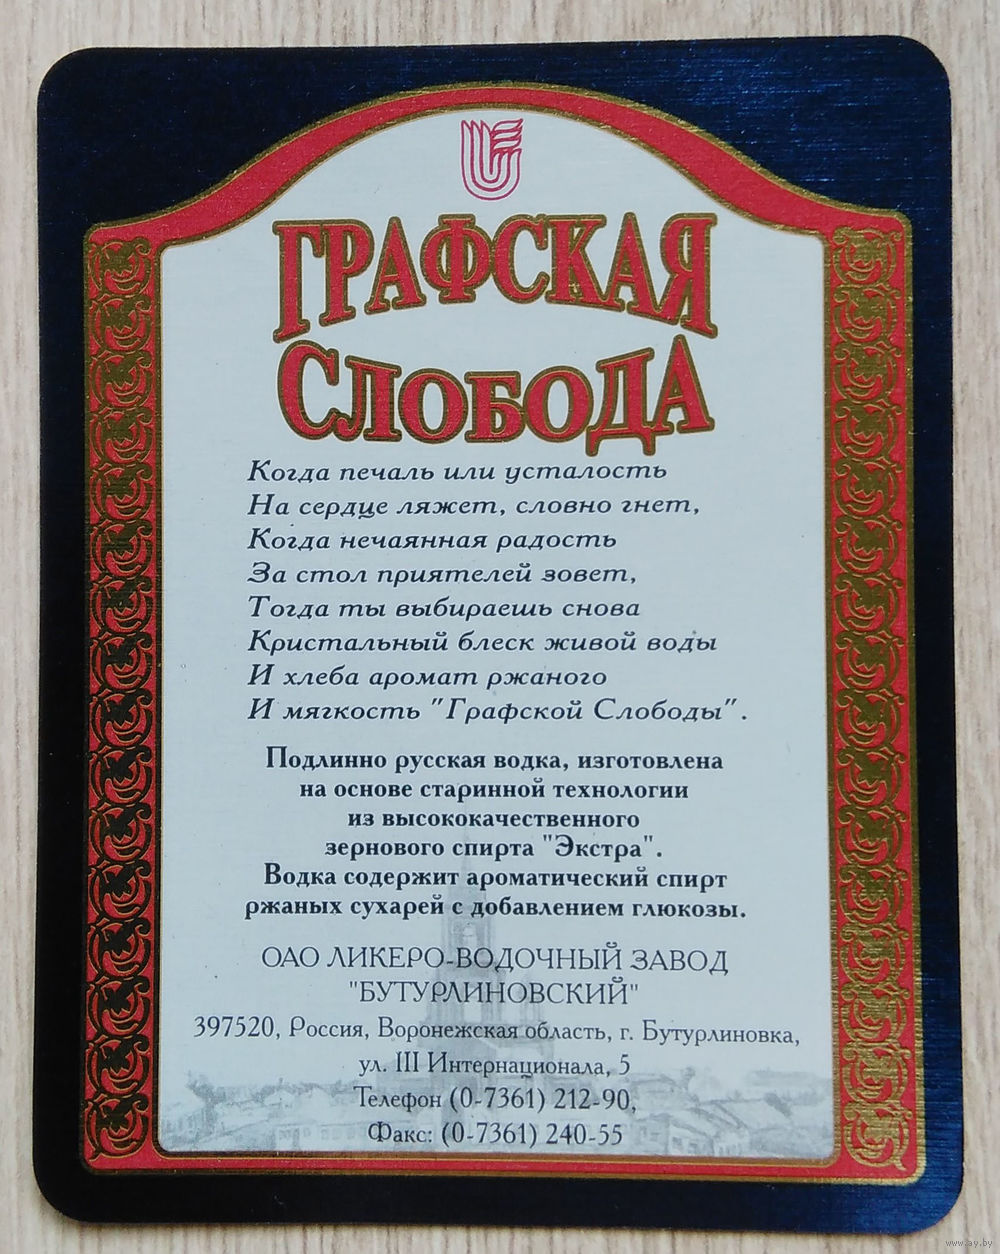 ГРАФСКАЯ
СЛОБОДА
Когда печаль или усталость
На сердце ляжет, словно гнет,
Когда нечаянная радость
За стол приятелей зовет,
Тогда ты выбираешь снова
Кристальный блеск живой воды
И хлеба аромат ржаного
И мягкость "Графской Слободы".
Подлинно русская водка, изготовлена
на основе старинной технологии
из высококачественного
зернового спирта "Экстра".
Водка содержит ароматический спирт
ржаных сухарей с добавлением глюкозы.
ОАО ЛИКЕРО-ВОДОЧНЫЙ ЗАВОД
"БУТУРЛИНОВСКИЙ"
397520, Россия, Воронежская область, г. Бутурлиновка,
ул. III Интернационала, 5
Телефон (0-7361) 212-90,
Факс: (0-7361) 240-55
www.ay.by